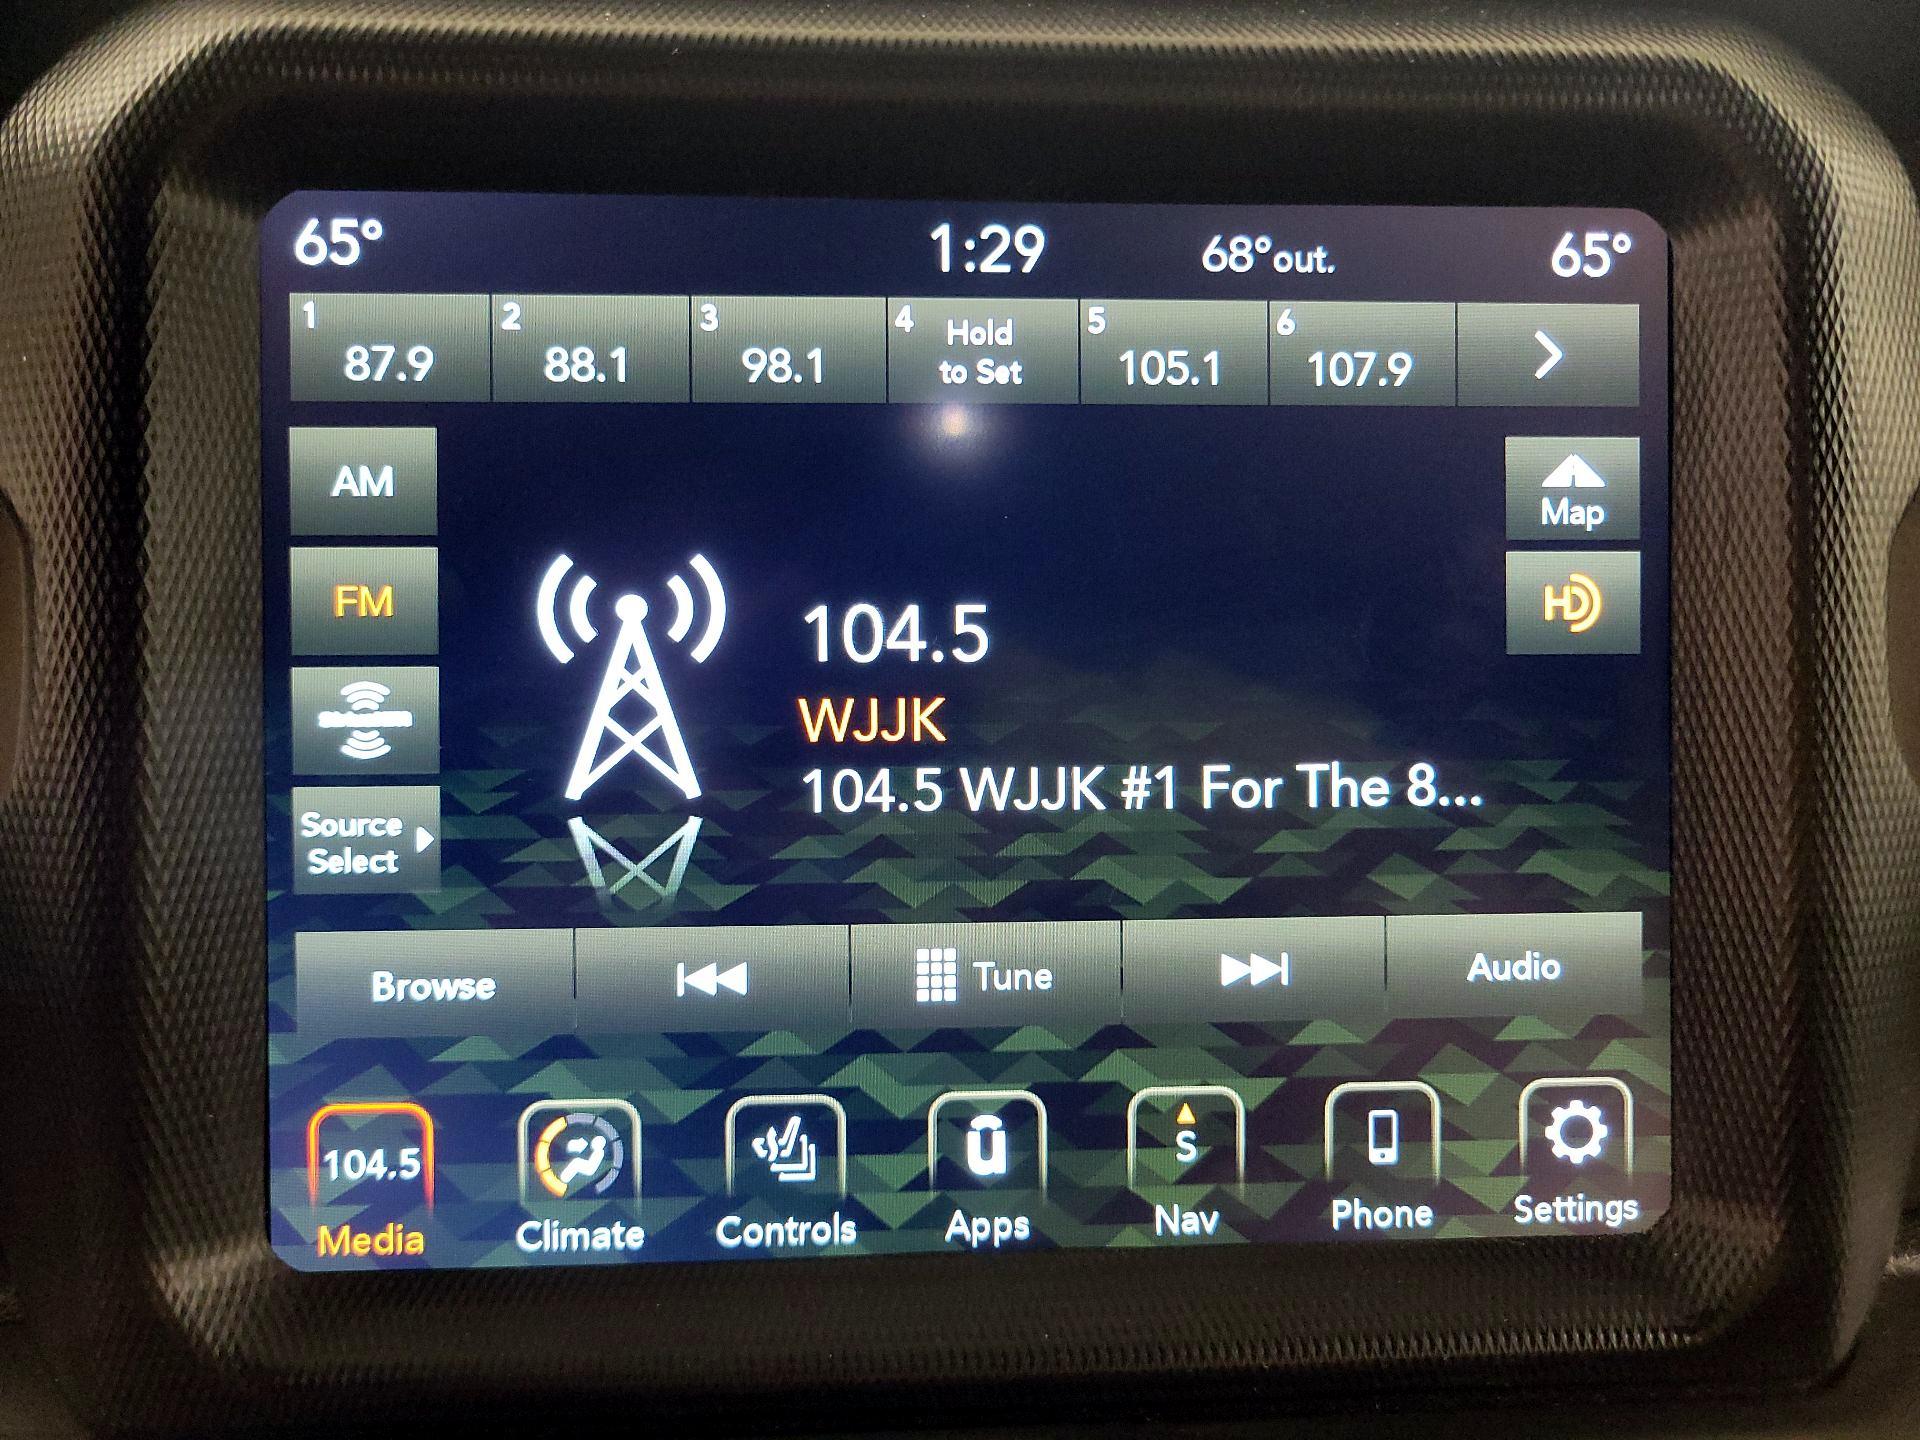 65° 1:29 68°out. 65°
1 2 3 4 Hold 5 6
87.9 88.1 98.1 to Set 105.1 107.9
AM
Map
FM
HD
104.5
WJJK
104.5 WJJK #1 For The 8...
Source
Select
Browse Tune Audio
104.5 S
Media Climate Controls Apps Nav Phone Settings